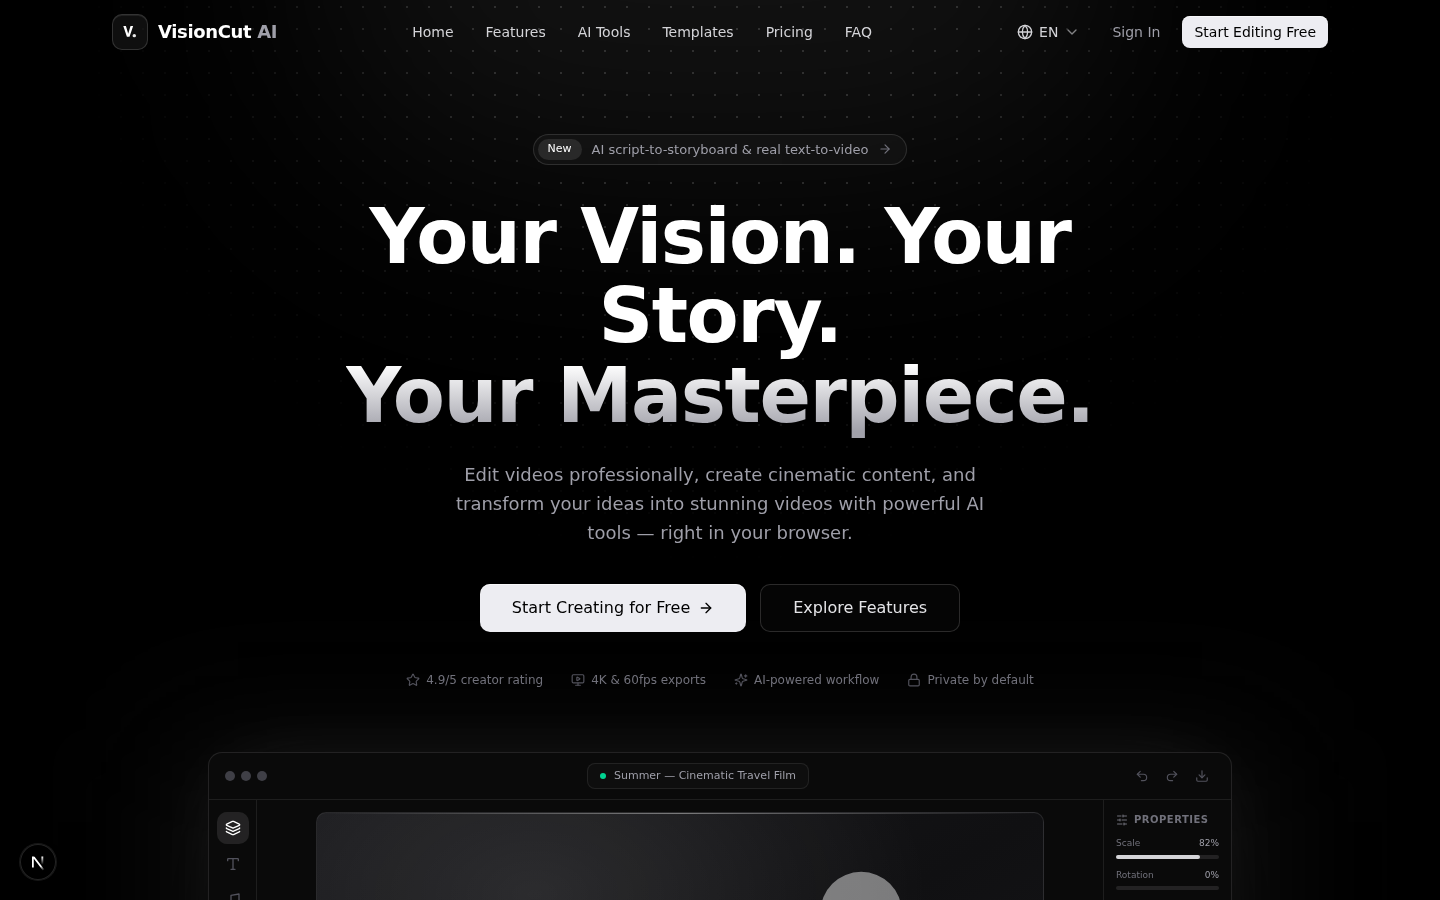 V. VisionCut AI Home Features AI Tools Templates Pricing FAQ EN Sign In Start Editing Free
New AI script-to-storyboard & real text-to-video
Your Vision. Your
Story.
Your Masterpiece.
Edit videos professionally, create cinematic content, and
transform your ideas into stunning videos with powerful AI
tools — right in your browser.
Start Creating for Free Explore Features
4.9/5 creator rating 4K & 60fps exports AI-powered workflow Private by default
Summer — Cinematic Travel Film
PROPERTIES
Scale 82%
Rotation 0%